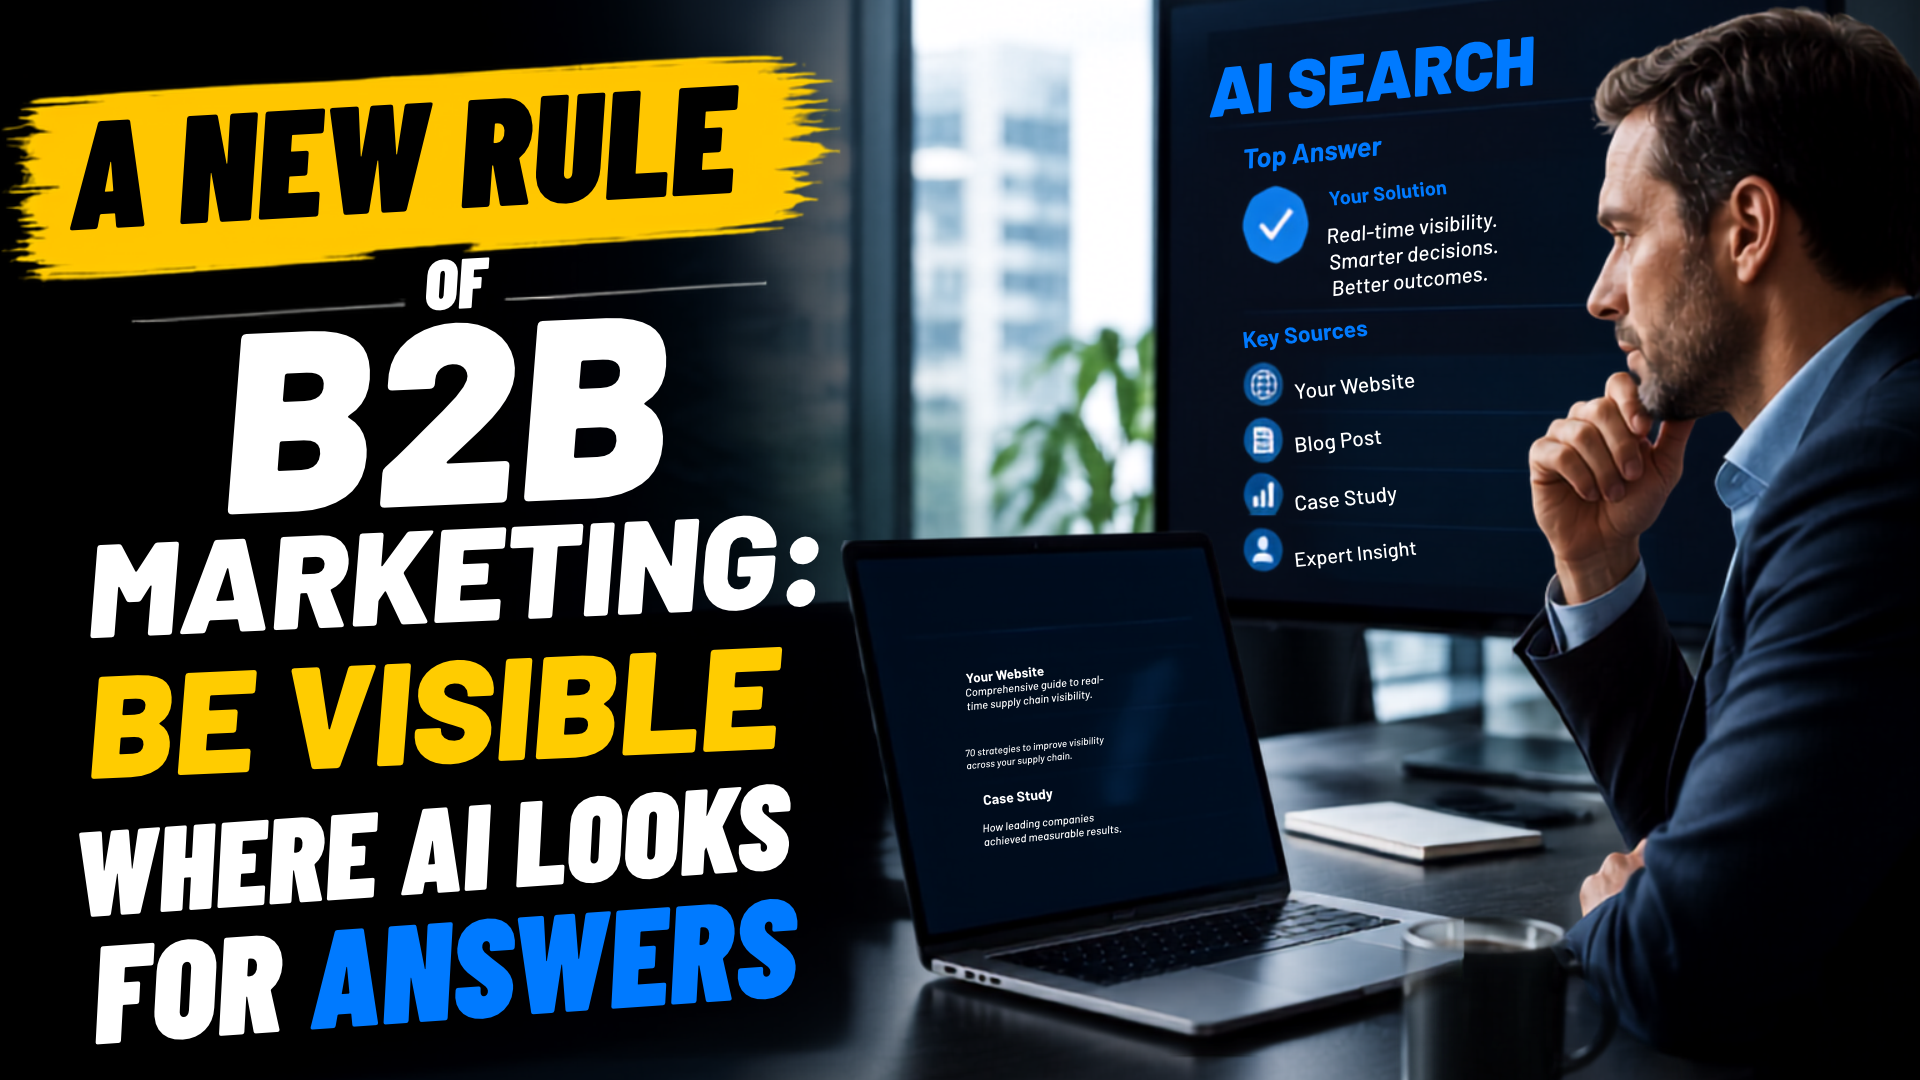 A NEW RULE
OF
B2B
MARKETING:
BE VISIBLE
WHERE AI LOOKS
FOR ANSWERS
AI SEARCH
Top Answer
Your Solution
Real-time visibility.
Smarter decisions.
Better outcomes.
Key Sources
Your Website
Blog Post
Case Study
Expert Insight
Your Website
Comprehensive guide to real-
time supply chain visibility.
70 strategies to improve visibility
across your supply chain.
Case Study
How leading companies
achieved measurable results.